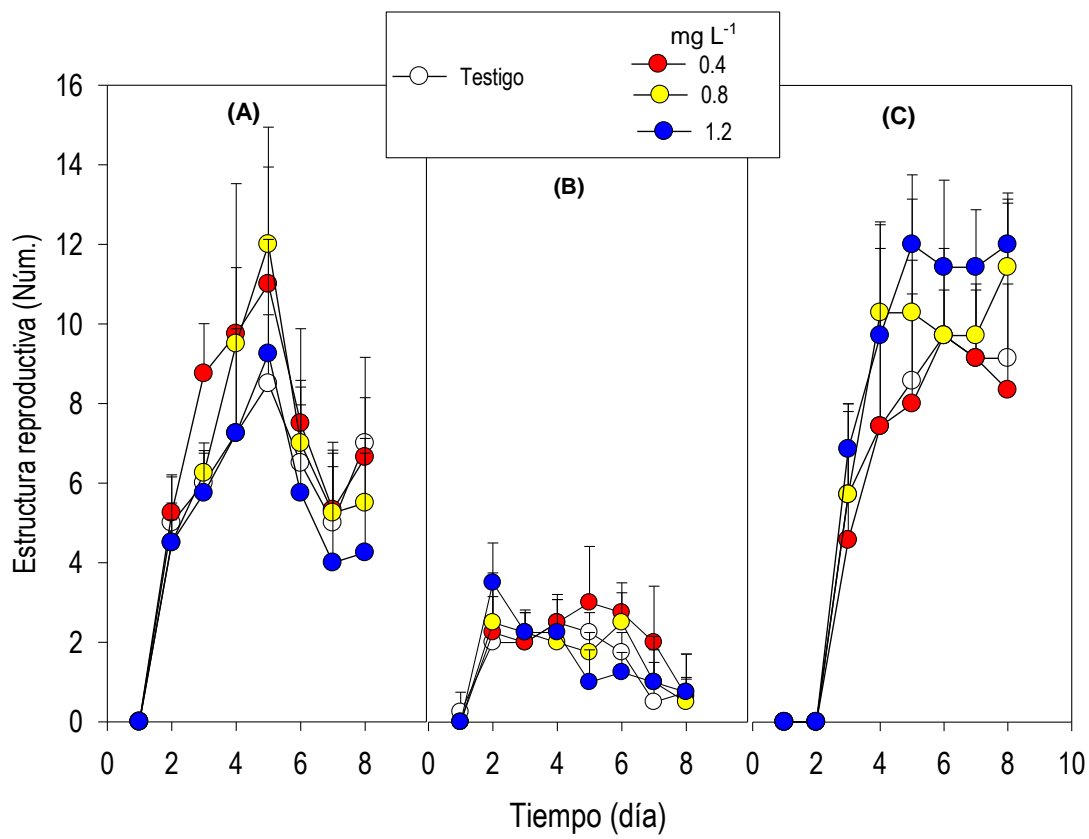 mg L⁻¹
Testigo
0.4
0.8
1.2
(A)
(B)
(C)
Estructura reproductiva (Núm.)
16
14
12
10
8
6
4
2
0
0 2 4 6 8 0 2 4 6 8 0 2 4 6 8 10
Tiempo (día)